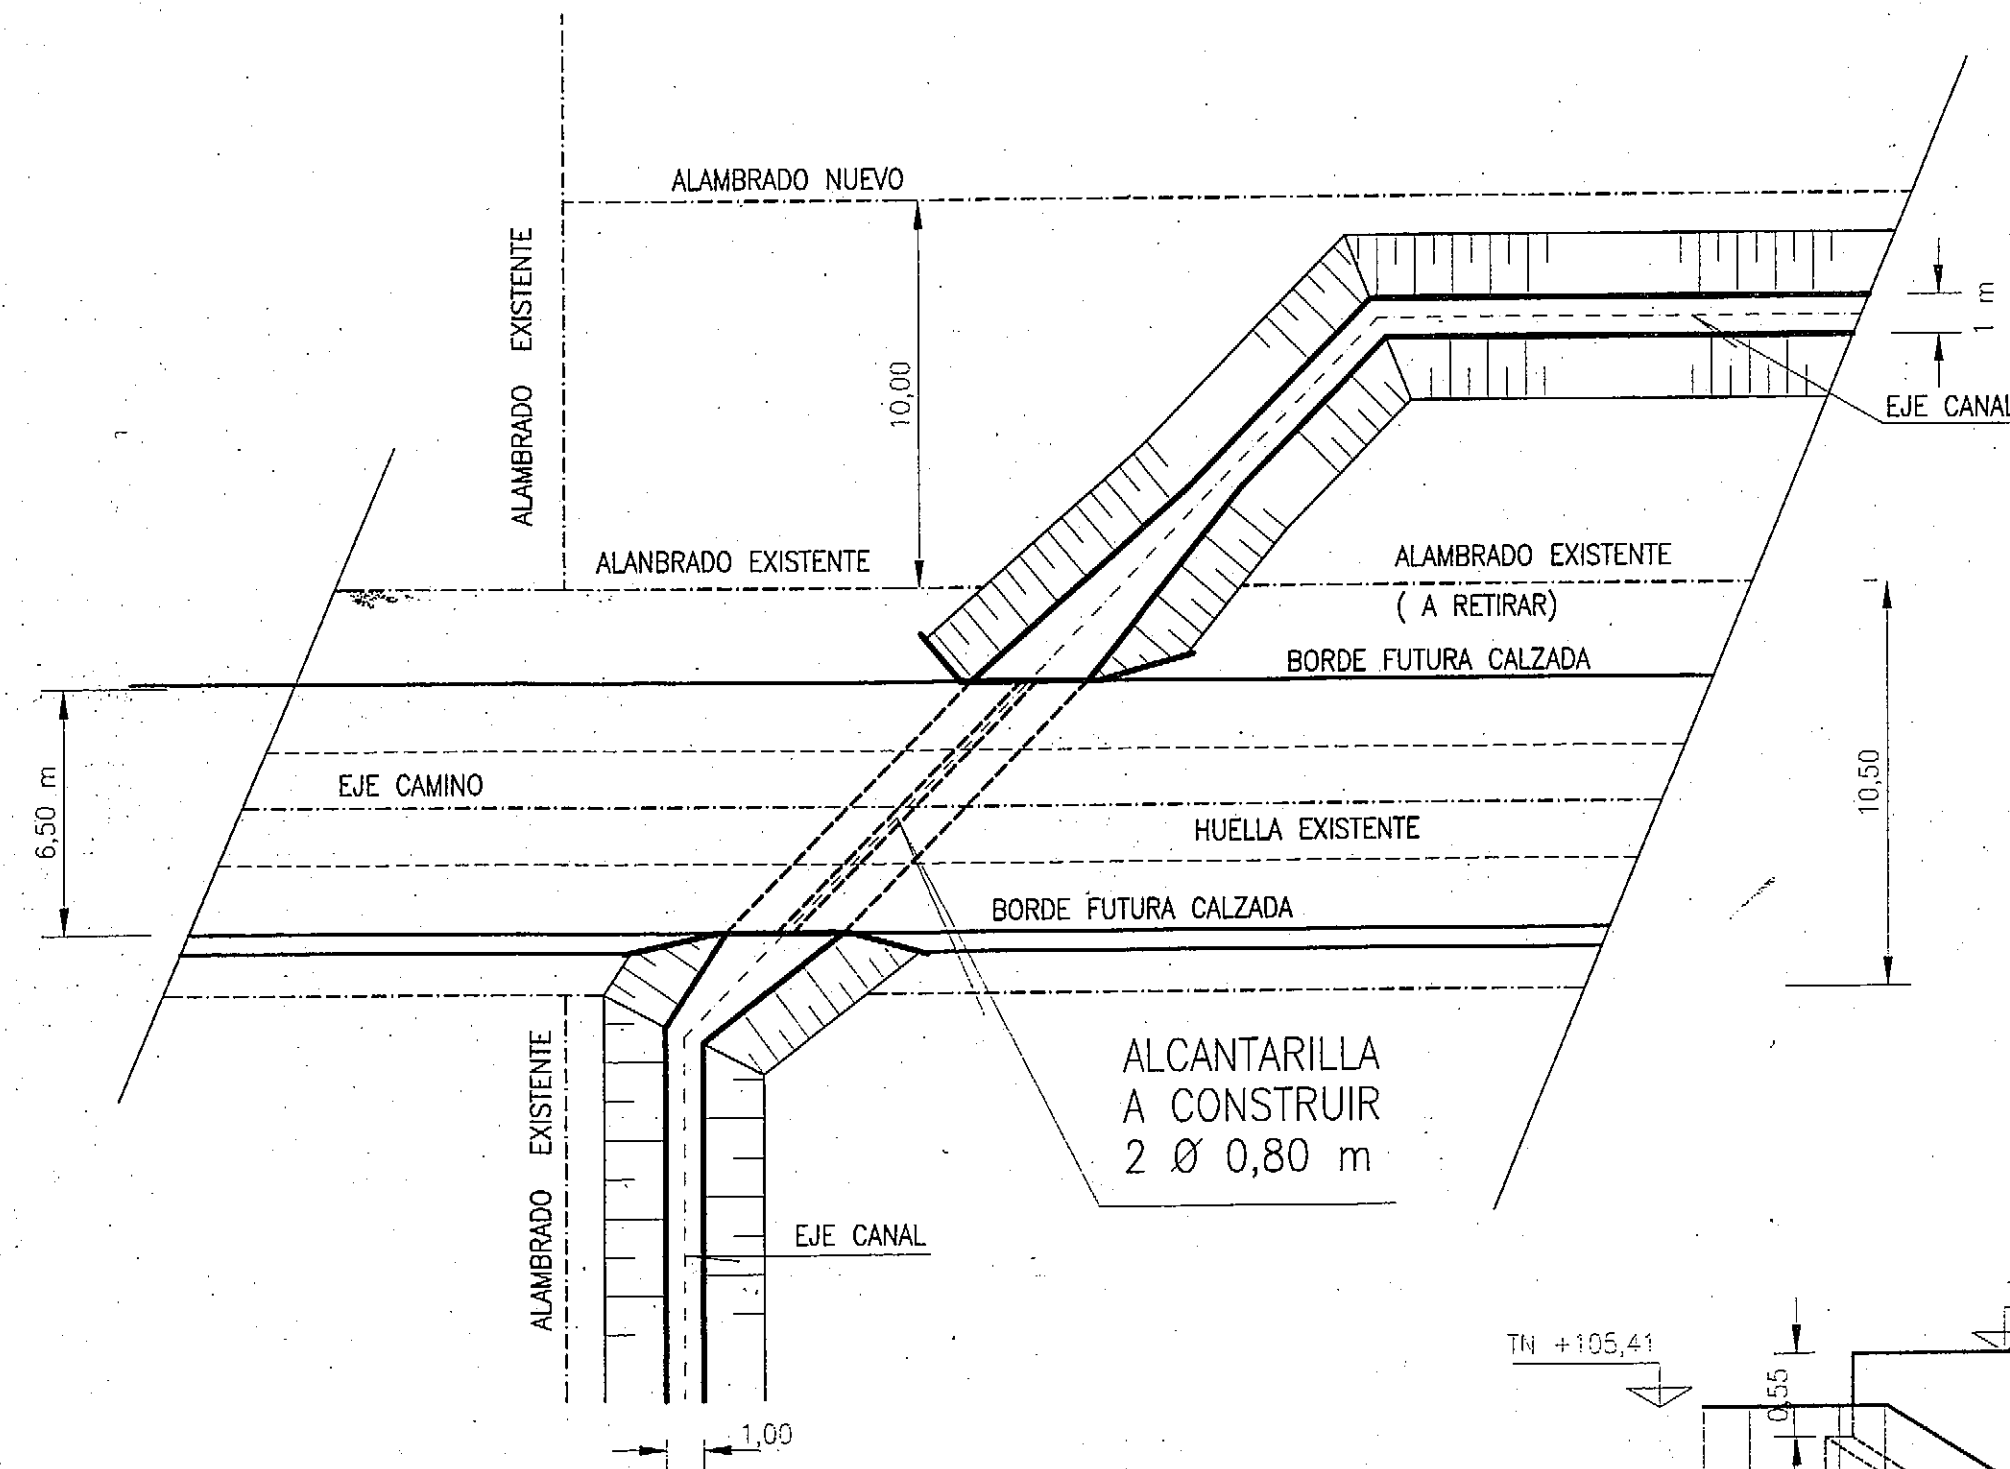 ALAMBRADO NUEVO
ALAMBRADO EXISTENTE
10,00
1 m
EJE CANAL
ALANBRADO EXISTENTE
ALAMBRADO EXISTENTE
( A RETIRAR)
BORDE FUTURA CALZADA
6,50 m
EJE CAMINO
HUELLA EXISTENTE
10,50
BORDE FUTURA CALZADA
ALAMBRADO EXISTENTE
ALCANTARILLA
A CONSTRUIR
2 Ø 0,80 m
EJE CANAL
TN +105,41
0,55
1,00